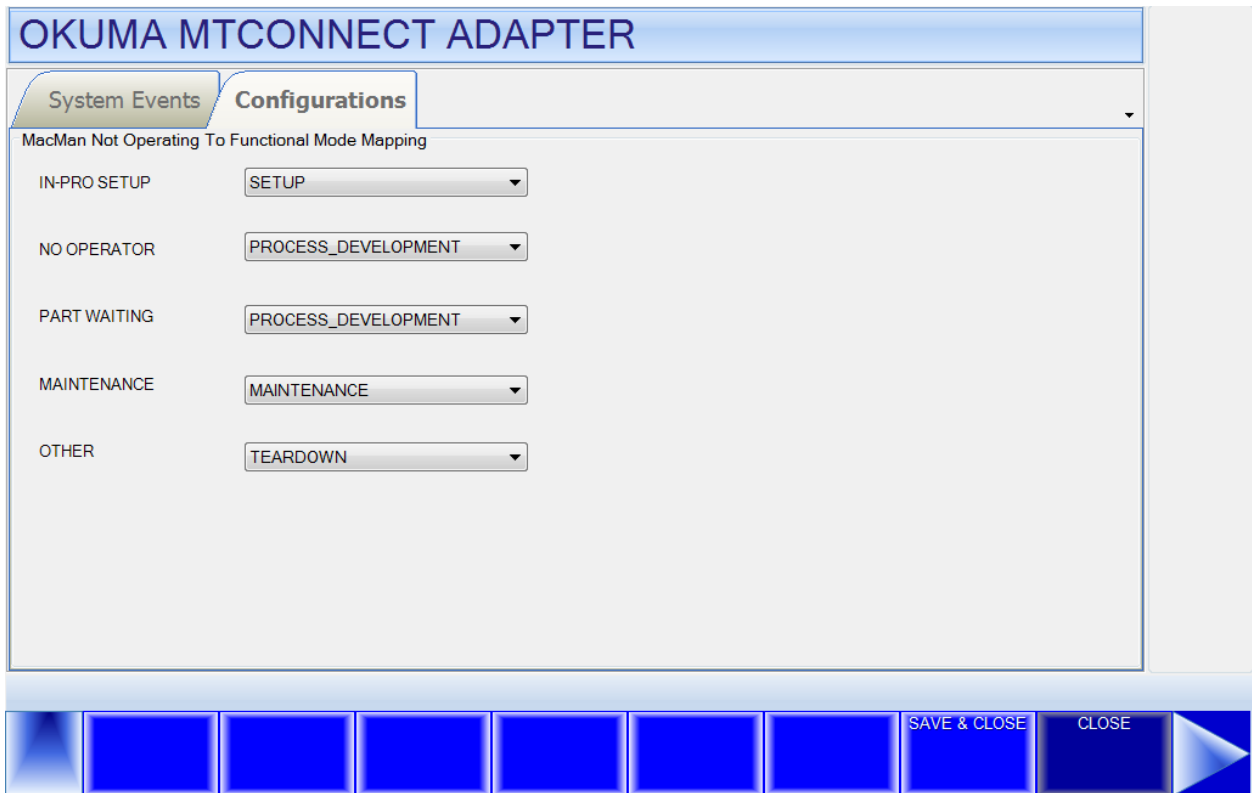 OKUMA MTCONNECT ADAPTER
System Events Configurations
MacMan Not Operating To Functional Mode Mapping
IN-PRO SETUP SETUP
NO OPERATOR PROCESS_DEVELOPMENT
PART WAITING PROCESS_DEVELOPMENT
MAINTENANCE MAINTENANCE
OTHER TEARDOWN
SAVE & CLOSE CLOSE